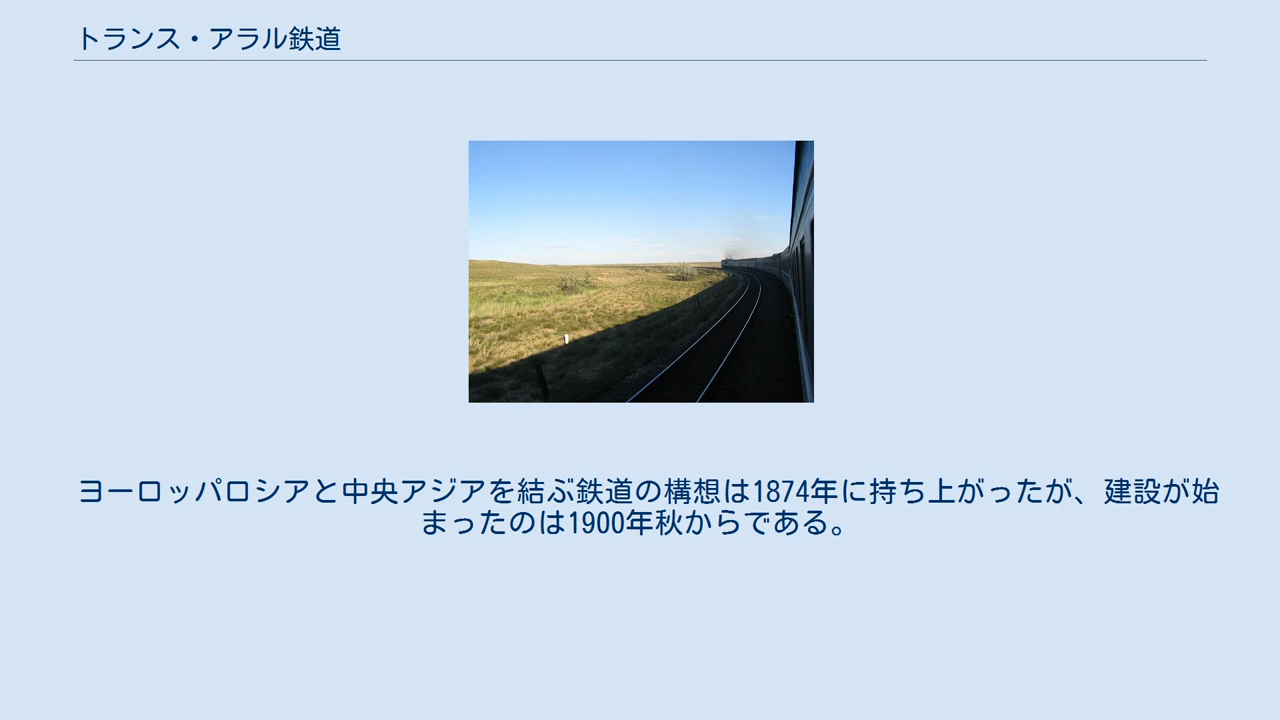 トランス・アラル鉄道
ヨーロッパロシアと中央アジアを結ぶ鉄道の構想は1874年に持ち上がったが、建設が始
まったのは1900年秋からである。